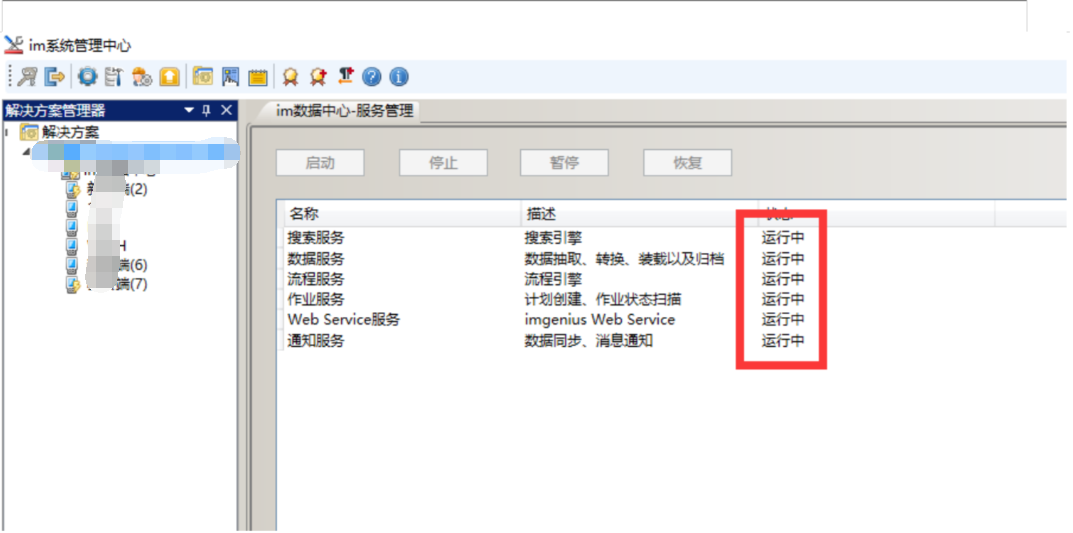 im系统管理中心
解决方案管理器
im数据中心-服务管理
解决方案
启动 停止 暂停 恢复
端(2)
H
端(6)
端(7)
名称 描述 状态
搜索服务 搜索引擎 运行中
数据服务 数据抽取、转换、装载以及归档 运行中
流程服务 流程引擎 运行中
作业服务 计划创建、作业状态扫描 运行中
Web Service服务 imgenius Web Service 运行中
通知服务 数据同步、消息通知 运行中